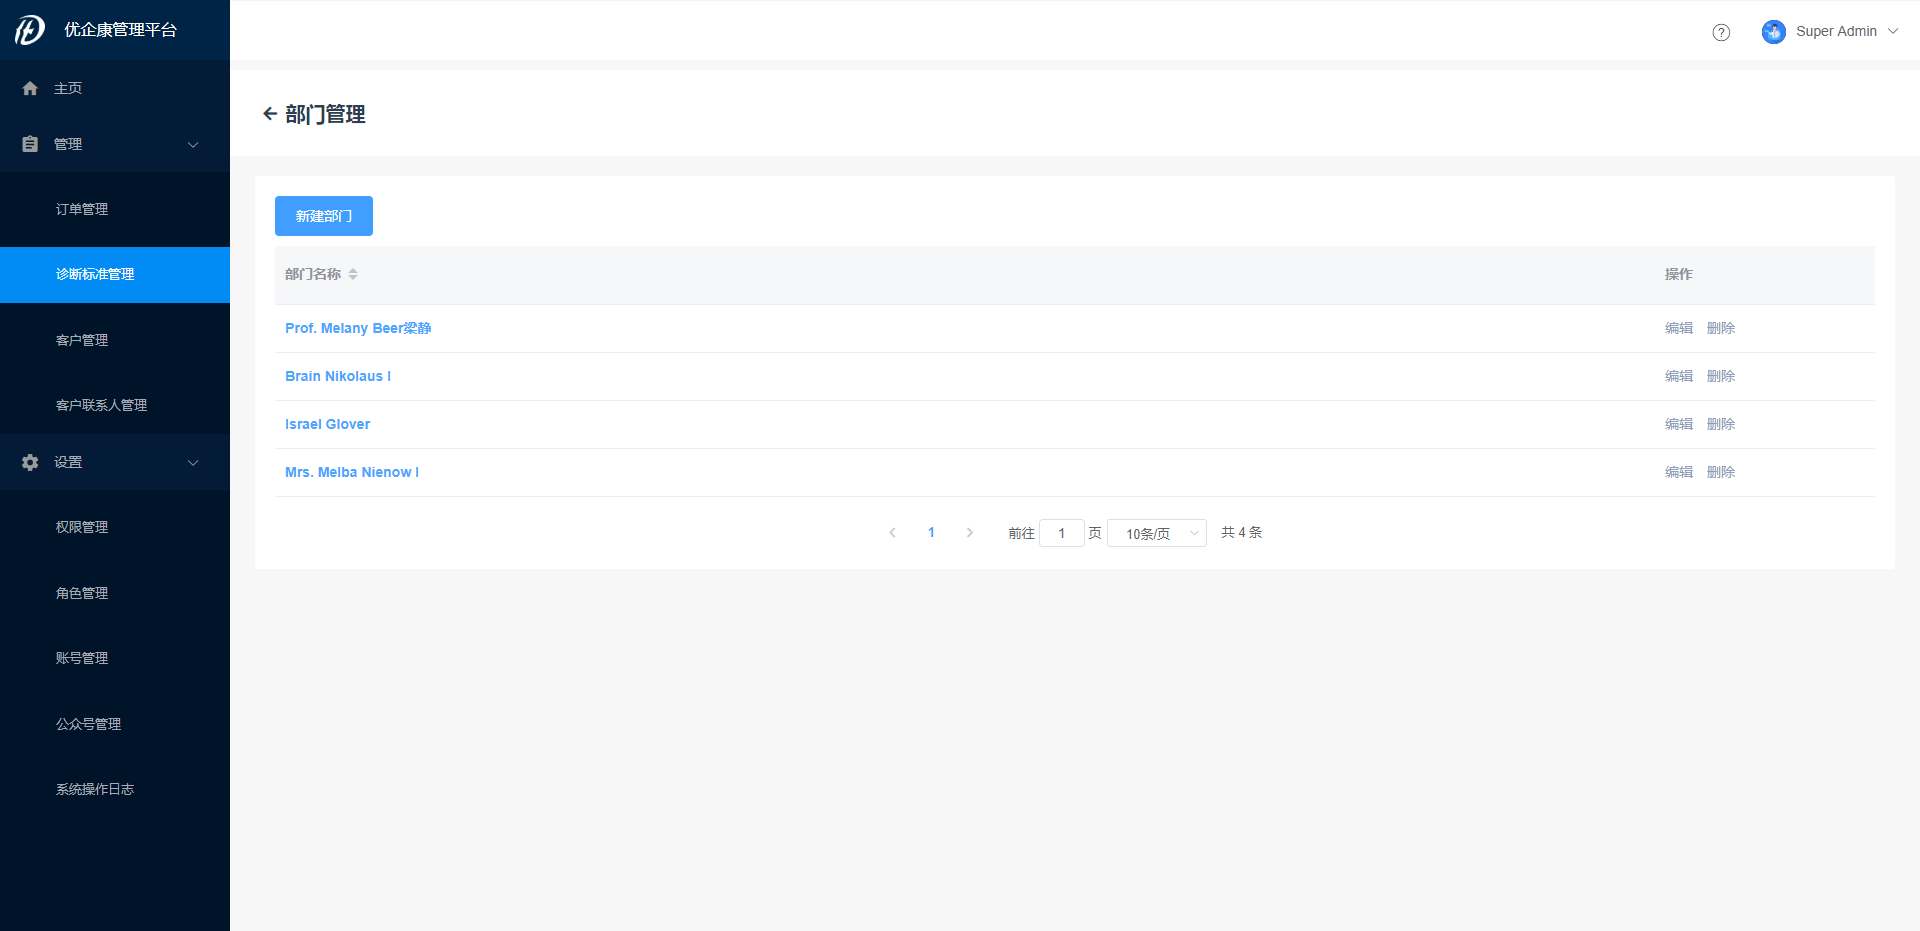 优企康管理平台
Super Admin
主页
管理
订单管理
诊断标准管理
客户管理
客户联系人管理
设置
权限管理
角色管理
账号管理
公众号管理
系统操作日志
部门管理
新建部门
部门名称 操作
Prof. Melany Beer梁静 编辑 删除
Brain Nikolaus I 编辑 删除
Israel Glover 编辑 删除
Mrs. Melba Nienow I 编辑 删除
1 前往 1 页 10条/页 共 4 条